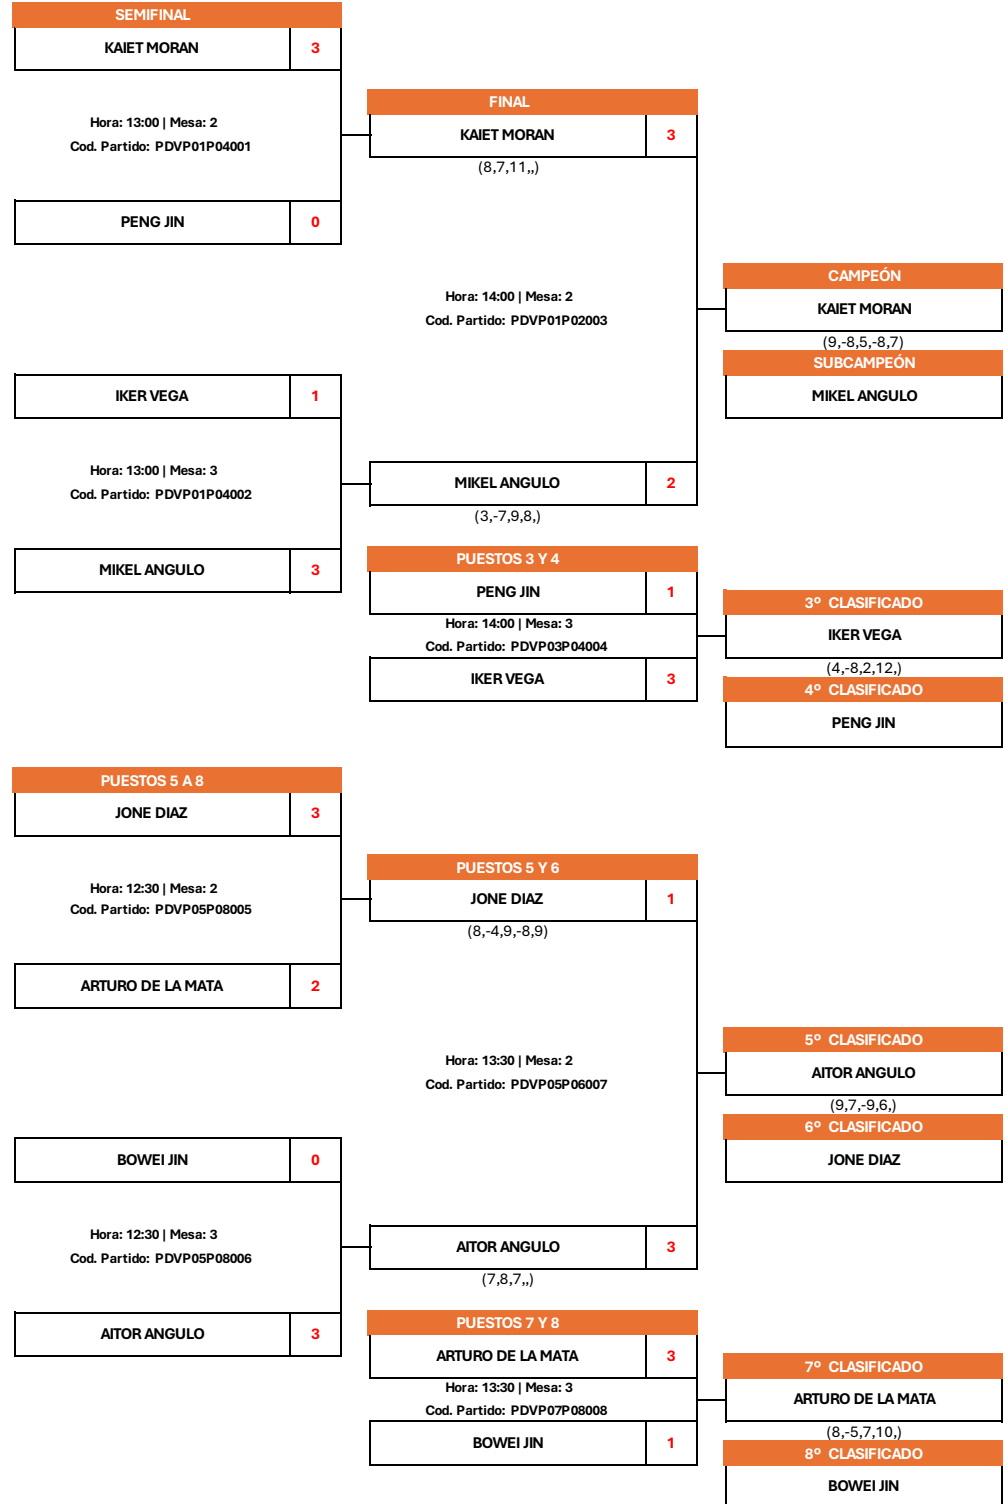 SEMIFINAL
KAIET MORAN 3
Hora: 13:00 | Mesa: 2
Cod. Partido: PDVP01P04001
PENG JIN 0
FINAL
KAIET MORAN 3
(8,7,11,,)
Hora: 14:00 | Mesa: 2
Cod. Partido: PDVP01P02003
CAMPEÓN
KAIET MORAN
(9,-8,5,-8,7)
SUBCAMPEÓN
MIKEL ANGULO
IKER VEGA 1
Hora: 13:00 | Mesa: 3
Cod. Partido: PDVP01P04002
MIKEL ANGULO 3
MIKEL ANGULO 2
(3,-7,9,8,)
PUESTOS 3 Y 4
PENG JIN 1
Hora: 14:00 | Mesa: 3
Cod. Partido: PDVP03P04004
IKER VEGA 3
3º CLASIFICADO
IKER VEGA
(4,-8,2,12,)
4º CLASIFICADO
PENG JIN
PUESTOS 5 A 8
JONE DIAZ 3
Hora: 12:30 | Mesa: 2
Cod. Partido: PDVP05P08005
ARTURO DE LA MATA 2
PUESTOS 5 Y 6
JONE DIAZ 1
(8,-4,9,-8,9)
Hora: 13:30 | Mesa: 2
Cod. Partido: PDVP05P06007
5º CLASIFICADO
AITOR ANGULO
(9,7,-9,6,)
6º CLASIFICADO
JONE DIAZ
BOWEI JIN 0
Hora: 12:30 | Mesa: 3
Cod. Partido: PDVP05P08006
AITOR ANGULO 3
AITOR ANGULO 3
(7,8,7,,)
PUESTOS 7 Y 8
ARTURO DE LA MATA 3
Hora: 13:30 | Mesa: 3
Cod. Partido: PDVP07P08008
BOWEI JIN 1
7º CLASIFICADO
ARTURO DE LA MATA
(8,-5,7,10,)
8º CLASIFICADO
BOWEI JIN